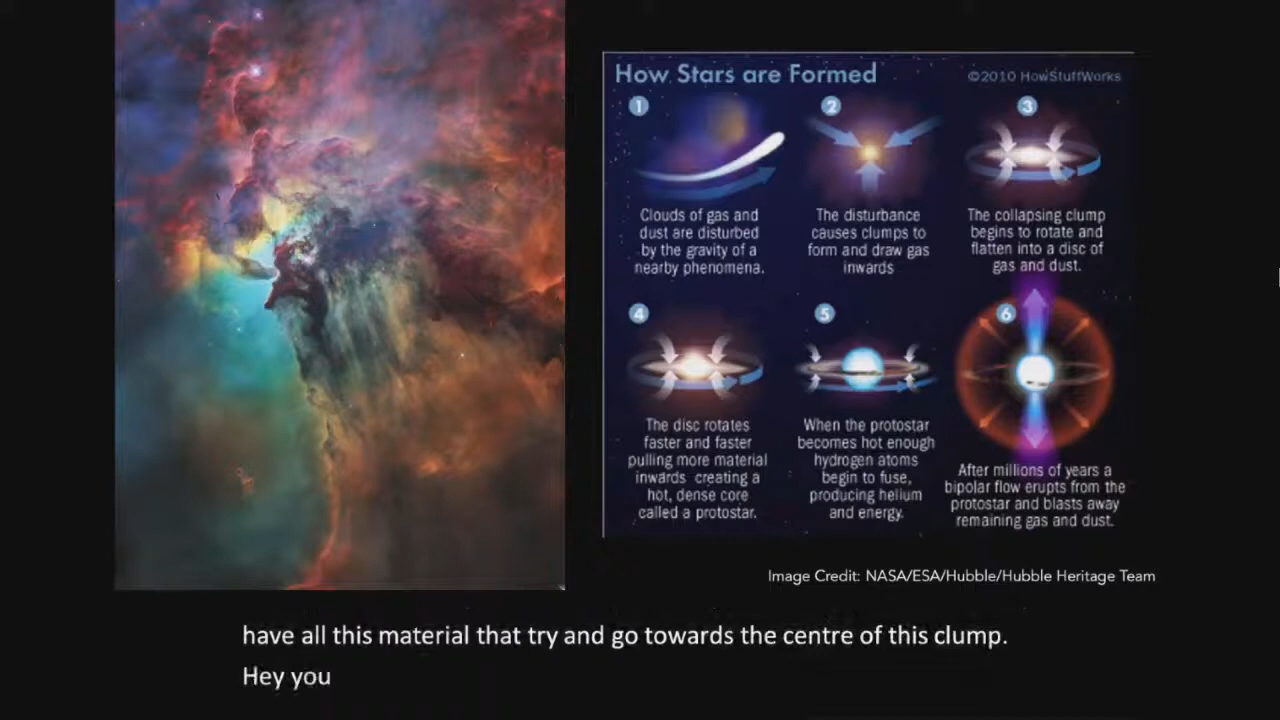 How Stars are Formed
©2010 HowStuffWorks
1
Clouds of gas and
dust are disturbed
by the gravity of a
nearby phenomena.
2
The disturbance
causes clumps to
form and draw gas
inwards
3
The collapsing clump
begins to rotate and
flatten into a disc of
gas and dust.
4
The disc rotates
faster and faster
pulling more material
inwards creating a
hot, dense core
called a protostar.
5
When the protostar
becomes hot enough
hydrogen atoms
begin to fuse,
producing helium
and energy.
6
After millions of years a
bipolar flow erupts from the
protostar and blasts away
remaining gas and dust.
Image Credit: NASA/ESA/Hubble/Hubble Heritage Team
have all this material that try and go towards the centre of this clump.
Hey you